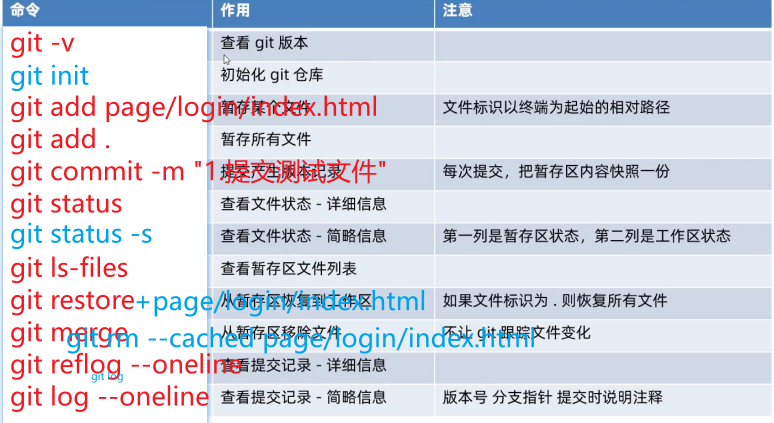 命令 作用 注意
git -v 查看 git 版本
git init 初始化 git 仓库
git add page/login/index.html 暂存某个文件 文件标识以终端为起始的相对路径
git add . 暂存所有文件
git commit -m "1.提交测试文件" 提交产生版本记录 每次提交，把暂存区内容快照一份
git status 查看文件状态 - 详细信息
git status -s 查看文件状态 - 简略信息 第一列是暂存区状态，第二列是工作区状态
git ls-files 查看暂存区文件列表
git restore+page/login/index.html 从暂存区恢复到工作区 如果文件标识为 . 则恢复所有文件
git merge git rm --cached page/login/index.html 从暂存区移除文件 不让 git 跟踪文件变化
git reflog --oneline 查看提交记录 - 详细信息
git log
git log --oneline 查看提交记录 - 简略信息 版本号 分支指针 提交时说明注释